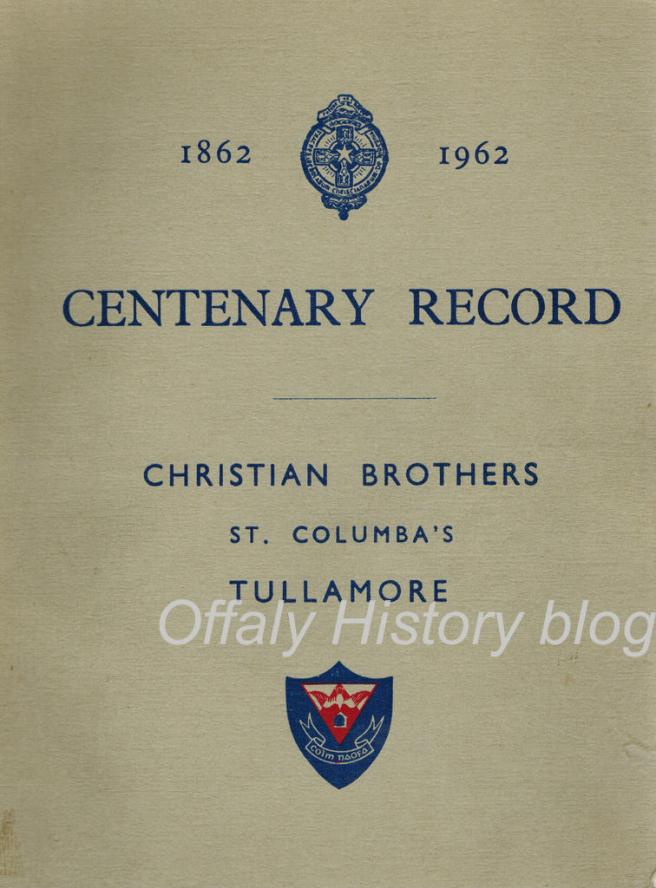 1862 1962
CENTENARY RECORD
CHRISTIAN BROTHERS
ST. COLUMBA'S
TULLAMORE
Offaly History blog
colm naofa